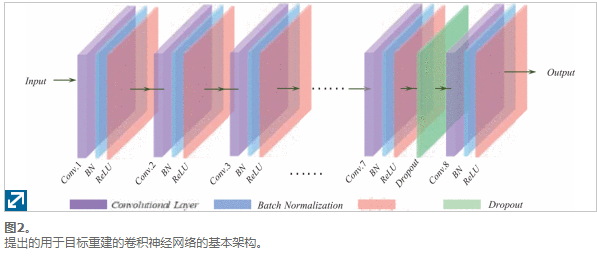 Input
Output
Conv.1
BN
ReLU
Conv.2
BN
ReLU
Conv.3
BN
ReLU
Conv.7
BN
ReLU
Dropout
Conv.8
BN
ReLU
Convolutional Layer
Batch Normalization
Dropout
图2。
提出的用于目标重建的卷积神经网络的基本架构。